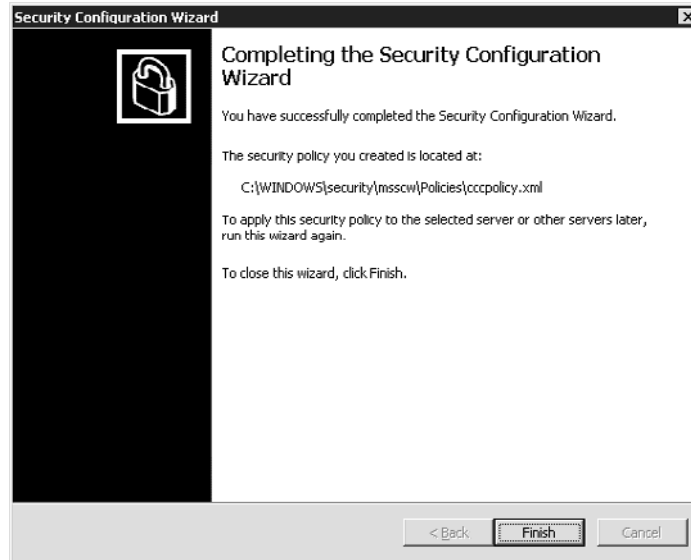 Security Configuration Wizard
Completing the Security Configuration
Wizard
You have successfully completed the Security Configuration Wizard.
The security policy you created is located at:
C:\WINDOWS\security\msscw\Policies\cccpolicy.xml
To apply this security policy to the selected server or other servers later,
run this wizard again.
To close this wizard, click Finish.
< Back Finish Cancel